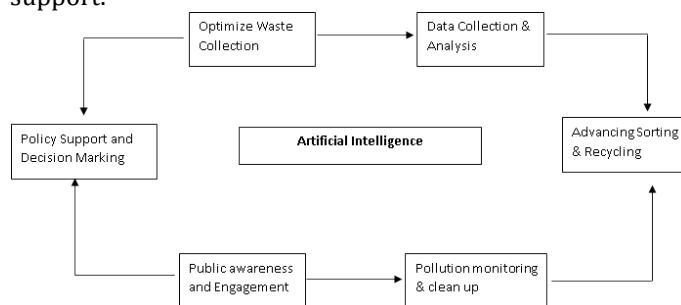 support.
Optimize Waste
Collection
Data Collection &
Analysis
Policy Support and
Decision Marking
Artificial Intelligence
Advancing Sorting
& Recycling
Public awareness
and Engagement
Pollution monitoring
& clean up